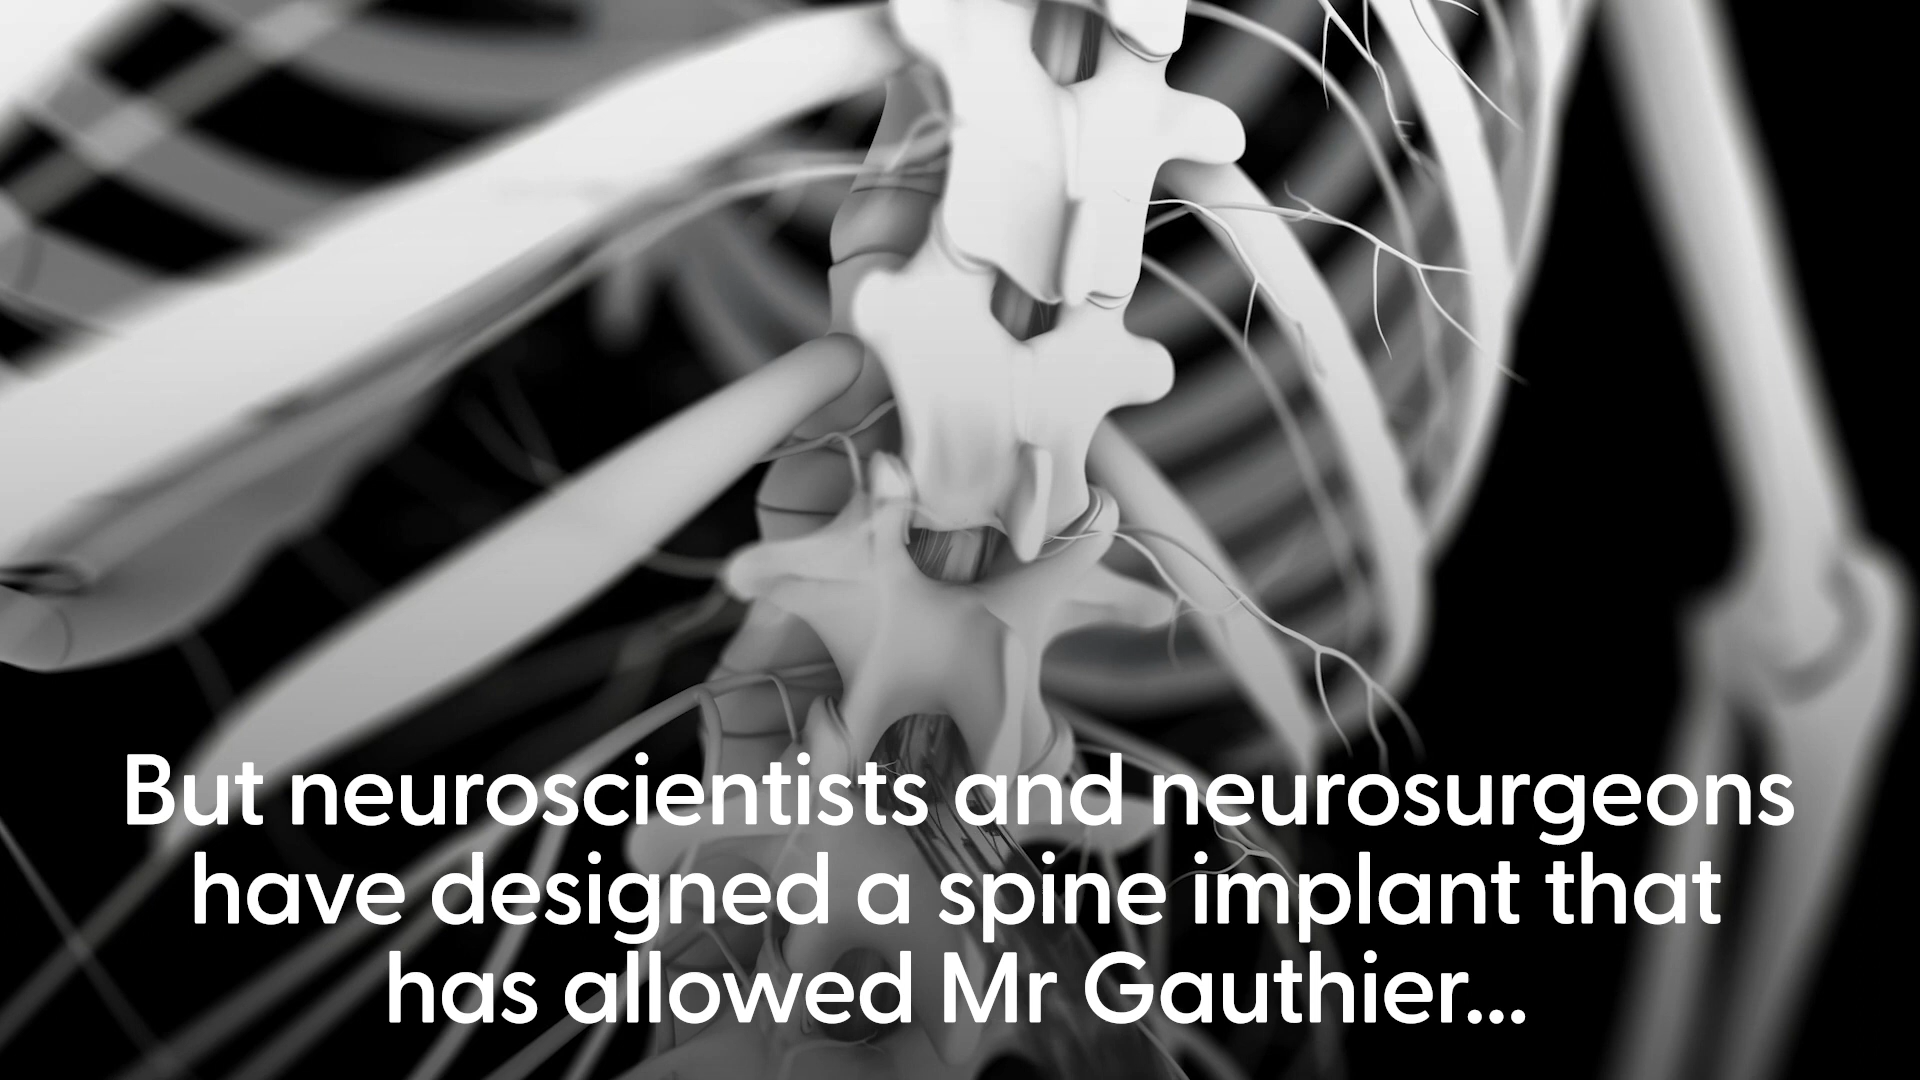 But neuroscientists and neurosurgeons
have designed a spine implant that
has allowed Mr Gauthier...